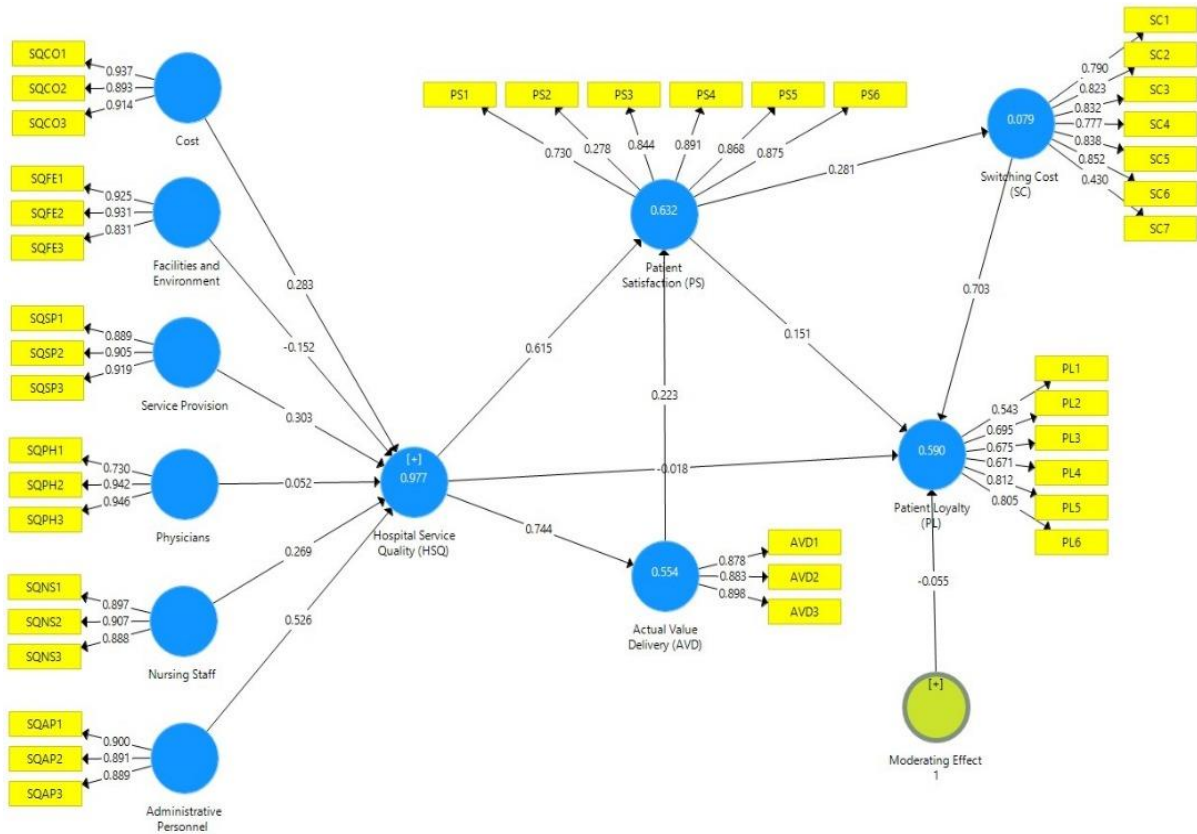 SQCO1
SQCO2
SQCO3
0.937
0.893
0.914
Cost
SQFE1
SQFE2
SQFE3
0.925
0.931
0.831
Facilities and
Environment
SQSP1
SQSP2
SQSP3
0.889
0.905
0.919
Service Provision
SQPH1
SQPH2
SQPH3
0.730
0.942
0.946
Physicians
SQNS1
SQNS2
SQNS3
0.897
0.907
0.888
Nursing Staff
SQAP1
SQAP2
SQAP3
0.900
0.891
0.889
Administrative
Personnel
0.283
-0.152
0.303
0.052
0.269
0.526
[+]
0.977
Hospital Service
Quality (HSQ)
0.615
0.744
-0.018
PS1
PS2
PS3
PS4
PS5
PS6
0.730
0.278
0.844
0.891
0.868
0.875
0.632
Patient
Satisfaction (PS)
0.223
0.281
0.151
0.554
Actual Value
Delivery (AVD)
0.878
0.883
0.898
AVD1
AVD2
AVD3
0.079
Switching Cost
(SC)
0.790
0.823
0.832
0.777
0.838
0.852
0.430
SC1
SC2
SC3
SC4
SC5
SC6
SC7
0.703
0.590
Patient Loyalty
(PL)
0.543
0.695
0.675
0.671
0.812
0.805
PL1
PL2
PL3
PL4
PL5
PL6
-0.055
[+]
Moderating Effect
1